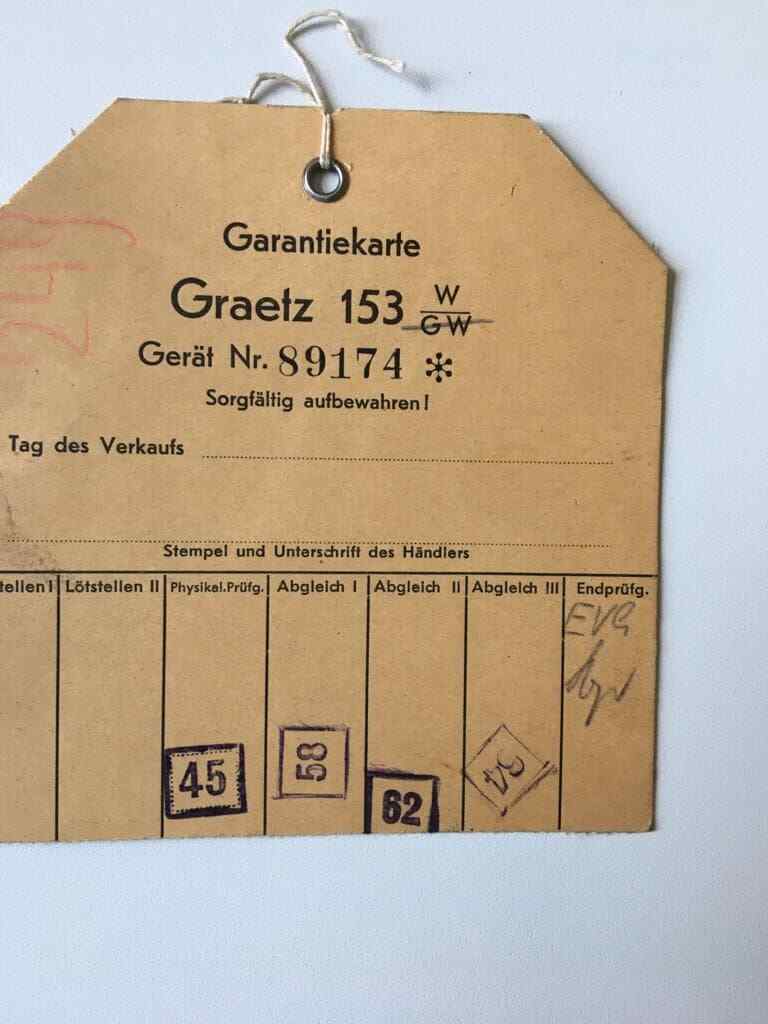 Garantiekarte
Graetz 153 W
GW
Gerät Nr. 89174 *
Sorgfältig aufbewahren!
Tag des Verkaufs
Stempel und Unterschrift des Händlers
tellen I Lötstellen II Physikal.Prüfg. Abgleich I Abgleich II Abgleich III Endprüfg.
45 58 62 34